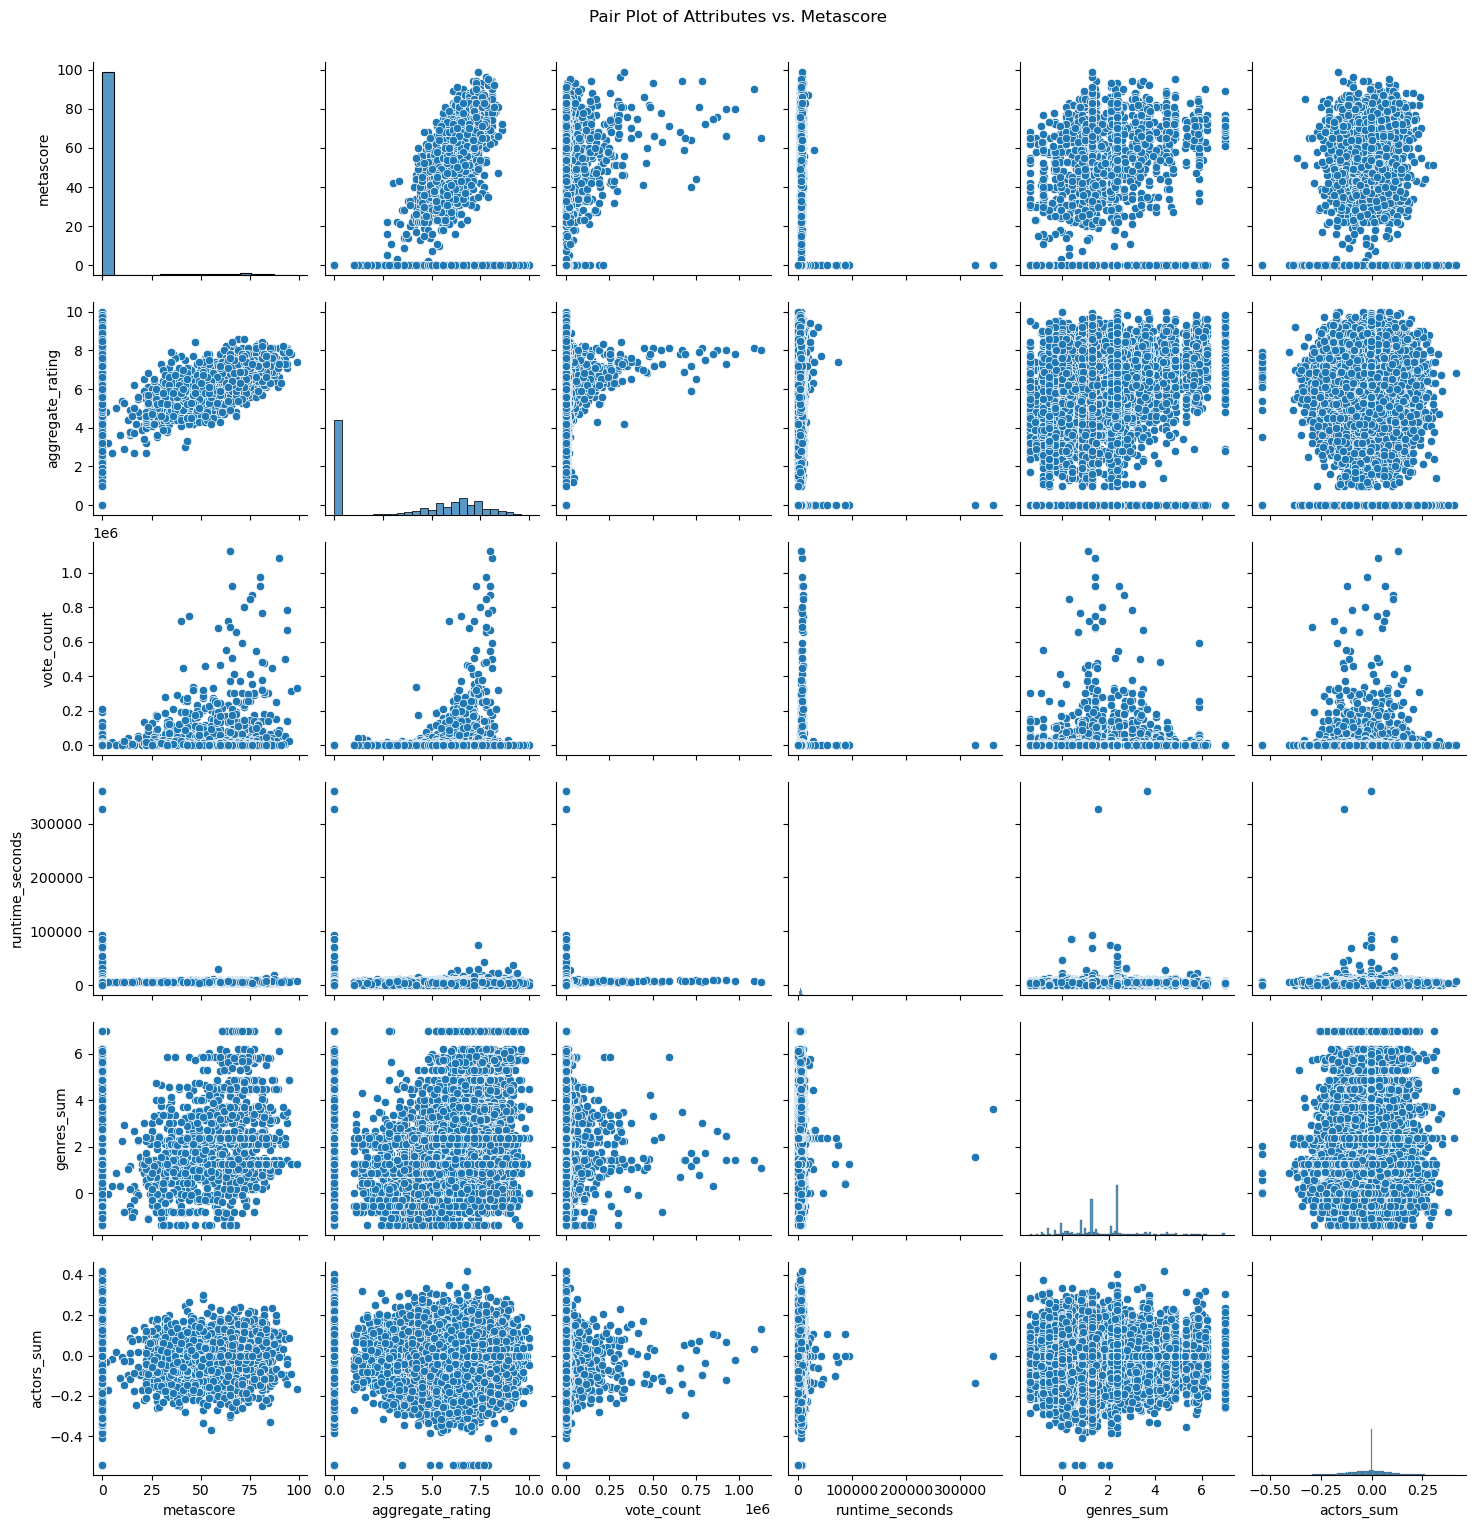 Pair Plot of Attributes vs. Metascore
100
80
60
40
20
0
metascore
10
8
6
4
2
0
aggregate_rating
1e6
1.0
0.8
0.6
0.4
0.2
0.0
vote_count
300000
200000
100000
0
runtime_seconds
6
4
2
0
genres_sum
0.4
0.2
0.0
−0.2
−0.4
actors_sum
0 25 50 75 100
metascore
0.0 2.5 5.0 7.5 10.0
aggregate_rating
0.00 0.25 0.50 0.75 1.00
vote_count
1e6
0 100000 200000 300000
runtime_seconds
0 2 4 6
genres_sum
−0.50 −0.25 0.00 0.25
actors_sum